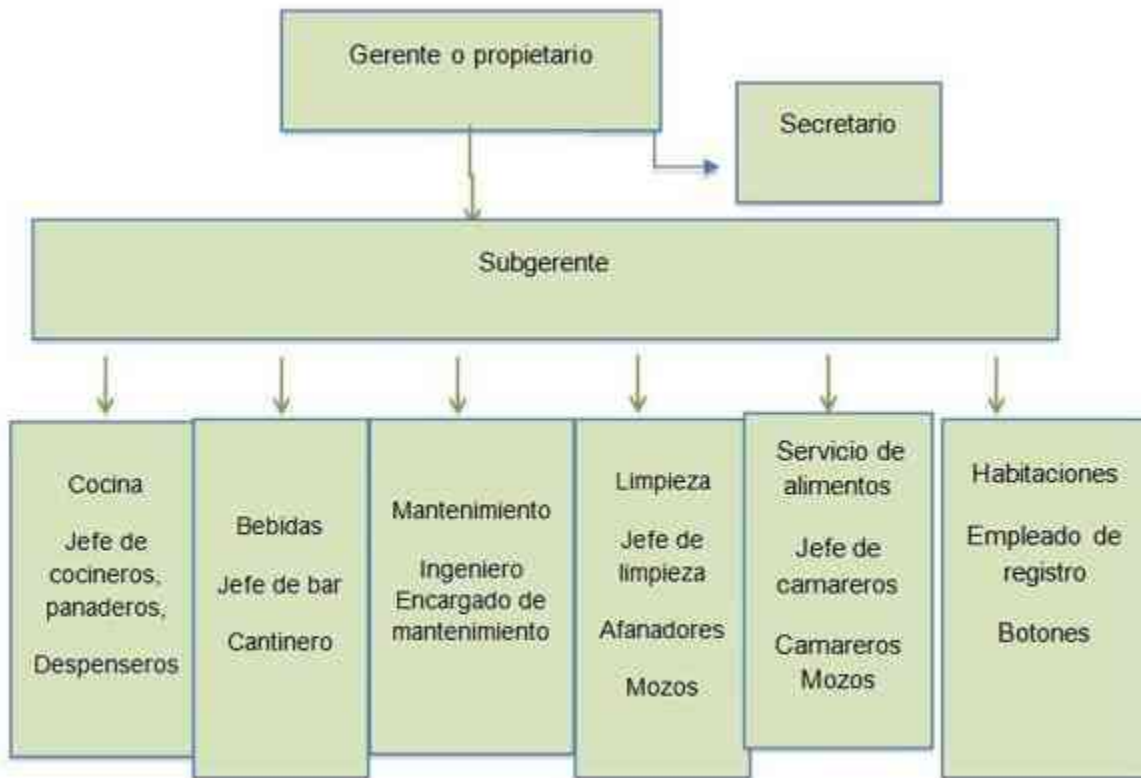 Gerente o propietario
Secretario
Subgerente
Cocina
Jefe de
cocineros,
panaderos,
Despenseros
Bebidas
Jefe de bar
Cantinero
Mantenimiento
Ingeniero
Encargado de
mantenimiento
Limpieza
Jefe de
limpieza
Afanadores
Mozos
Servicio de
alimentos
Jefe de
camareros
Camareros
Mozos
Habitaciones
Empleado de
registro
Botones